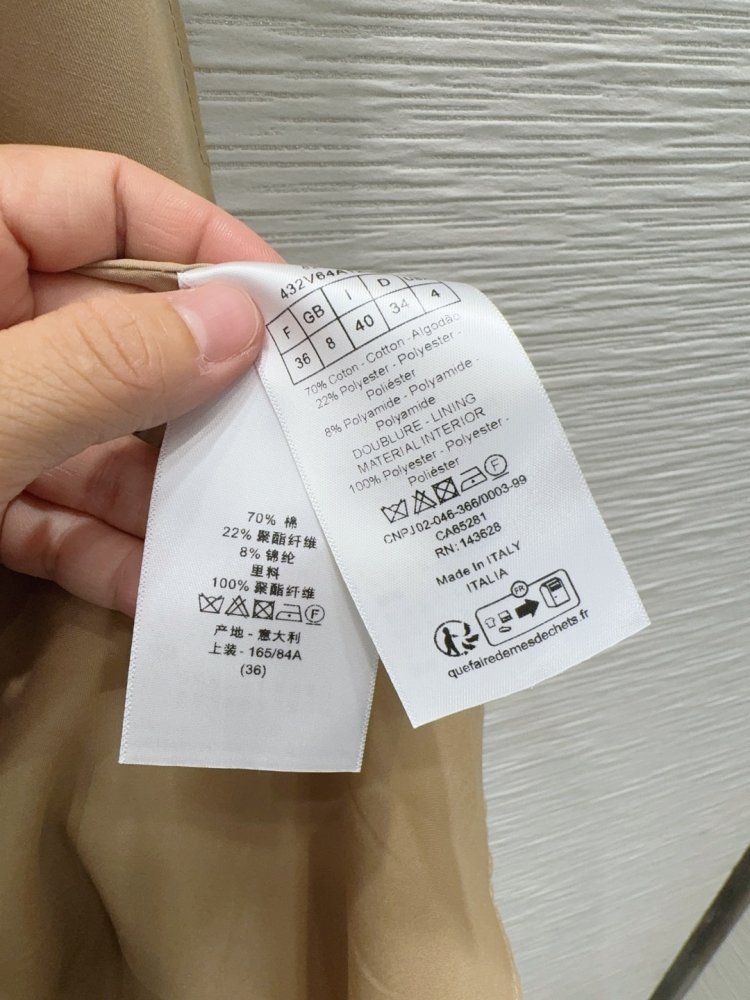 70% 棉
22% 聚酯纤维
8% 锦纶
里料
100% 聚酯纤维
F
产地 - 意大利
上装 - 165/84A
(36)
432V64A
F GB I D
36 8 40 34 4
70% Coton - Cotton - Algodão
22% Polyester - Polyester -
Poliéster
8% Polyamide - Polyamide -
Polyamide
DOUBLURE - LINING
MATERIAL INTERIOR
100% Polyester - Polyester -
Poliéster
F
CNPJ 02-046-366/0003-99
CA85281
RN: 143628
Made in ITALY
ITALIA
FR
quefairedemesdechets.fr